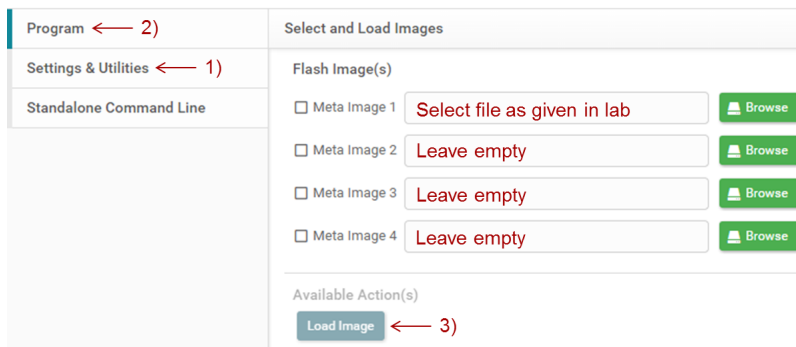 Program ← 2)
Settings & Utilities ← 1)
Standalone Command Line
Select and Load Images
Flash Image(s)
Meta Image 1 Select file as given in lab Browse
Meta Image 2 Leave empty Browse
Meta Image 3 Leave empty Browse
Meta Image 4 Leave empty Browse
Available Action(s)
Load Image ← 3)